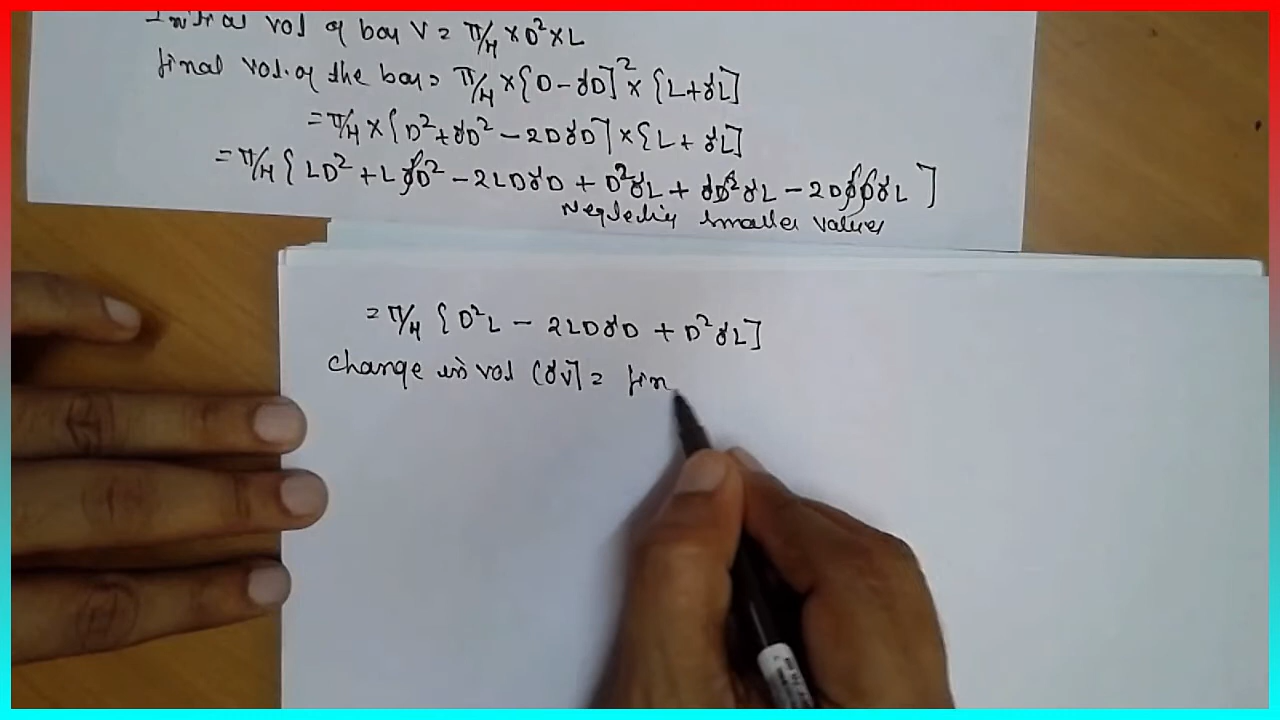 Initial vol of bar V = π/4 × D² × L
final vol. of the bar = π/4 × [D - δD]² × [L + δL]
= π/4 × [D² + δD² - 2DδD] × [L + δL]
= π/4 [LD² + LδD² - 2LDδD + D²δL + δD²δL - 2DδDδL]
Neglecting smaller values
= π/4 [D²L - 2LDδD + D²δL]
Change in vol (δv) = fin